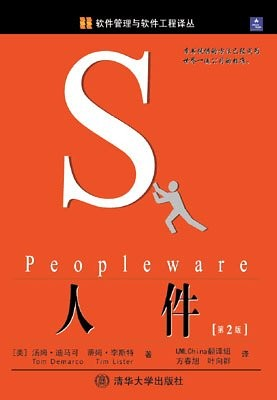 软件管理与软件工程译丛
S
Peopleware
人件
[第2版]
[美] 汤姆·迪马可 蒂姆·李斯特 著
Tom Demarco Tim Lister
UMLChina翻译组
方春旭 叶向群 译
清华大学出版社